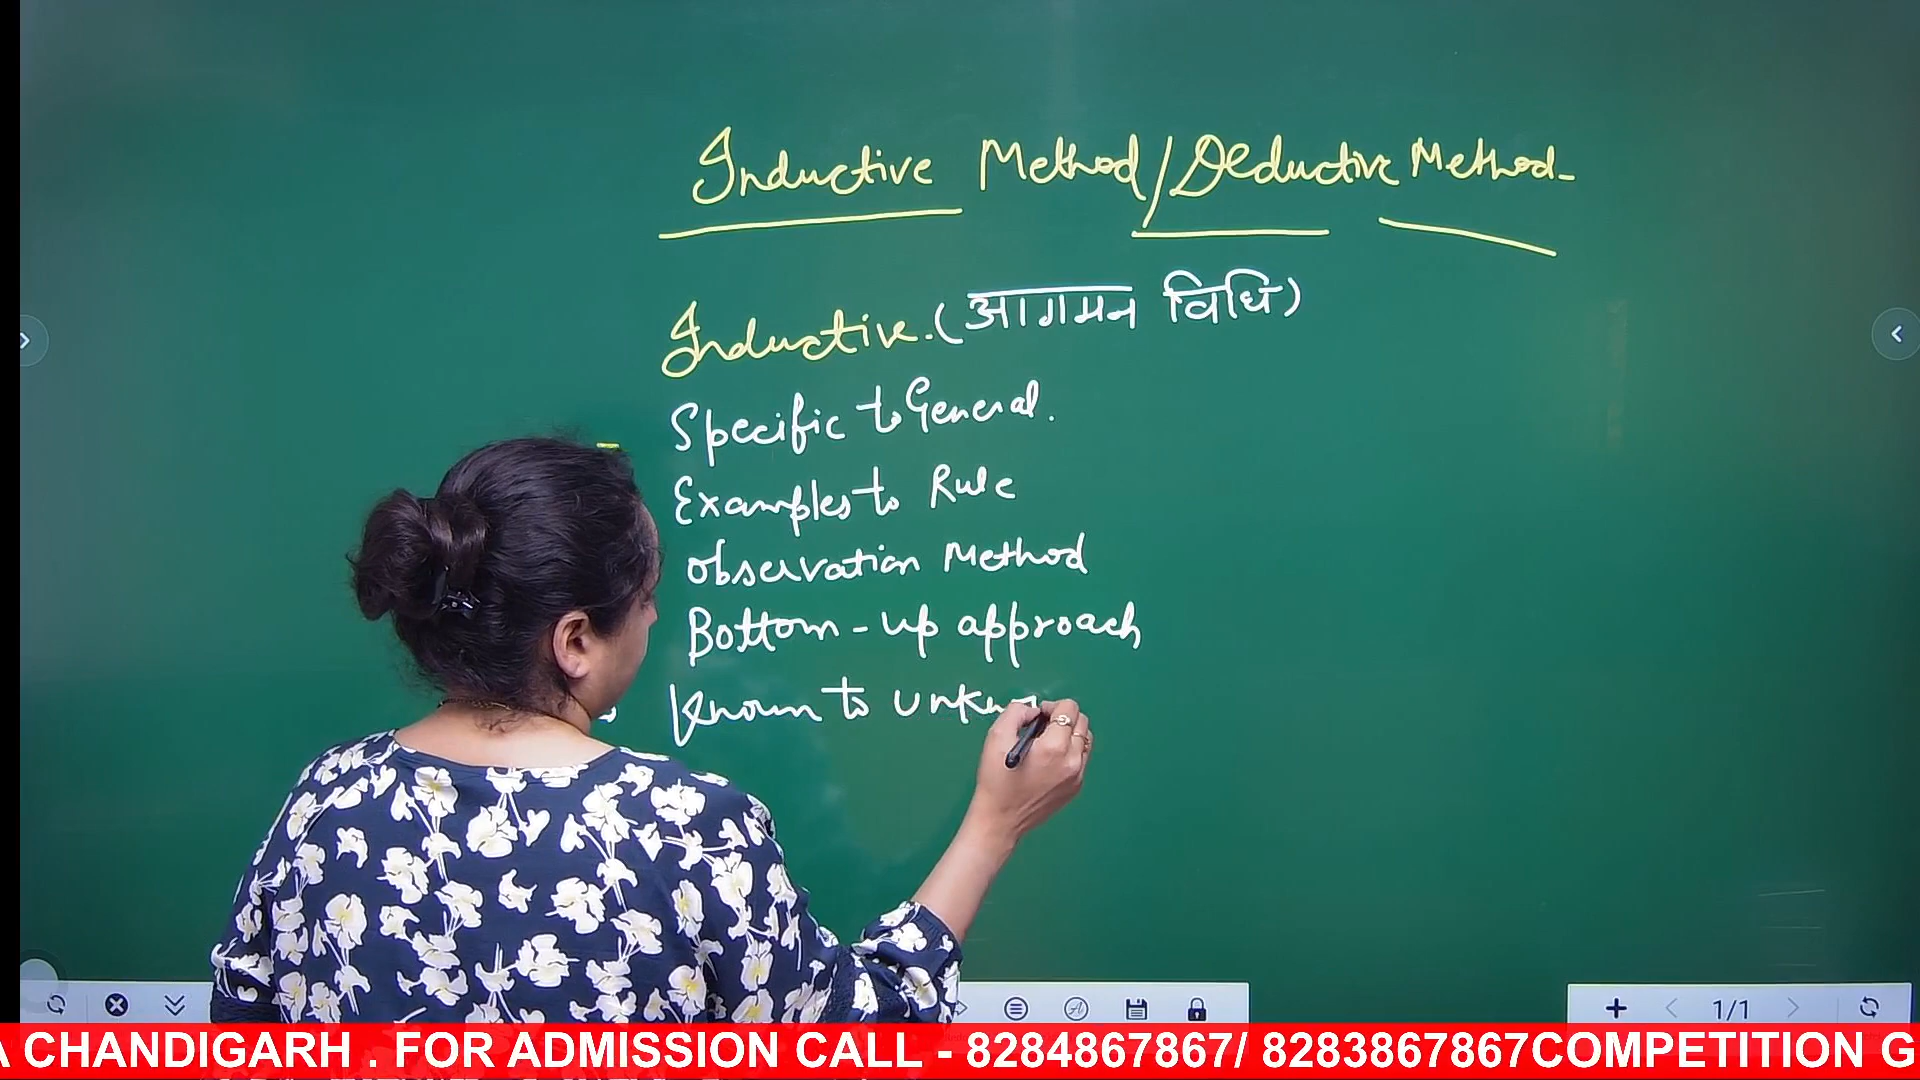 Inductive Method/Deductive Method-
Inductive. (आगमन विधि)
Specific to General.
Examples to Rule
Observation Method
Bottom-up approach
Known to unkno
1/1
A CHANDIGARH . FOR ADMISSION CALL - 8284867867/ 8283867867COMPETITION G